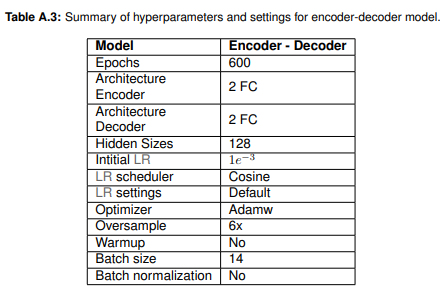 Table A.3: Summary of hyperparameters and settings for encoder-decoder model.
Model Encoder - Decoder
Epochs 600
Architecture
Encoder 2 FC
Architecture
Decoder 2 FC
Hidden Sizes 128
Intitial LR 1e⁻³
LR scheduler Cosine
LR settings Default
Optimizer Adamw
Oversample 6x
Warmup No
Batch size 14
Batch normalization No